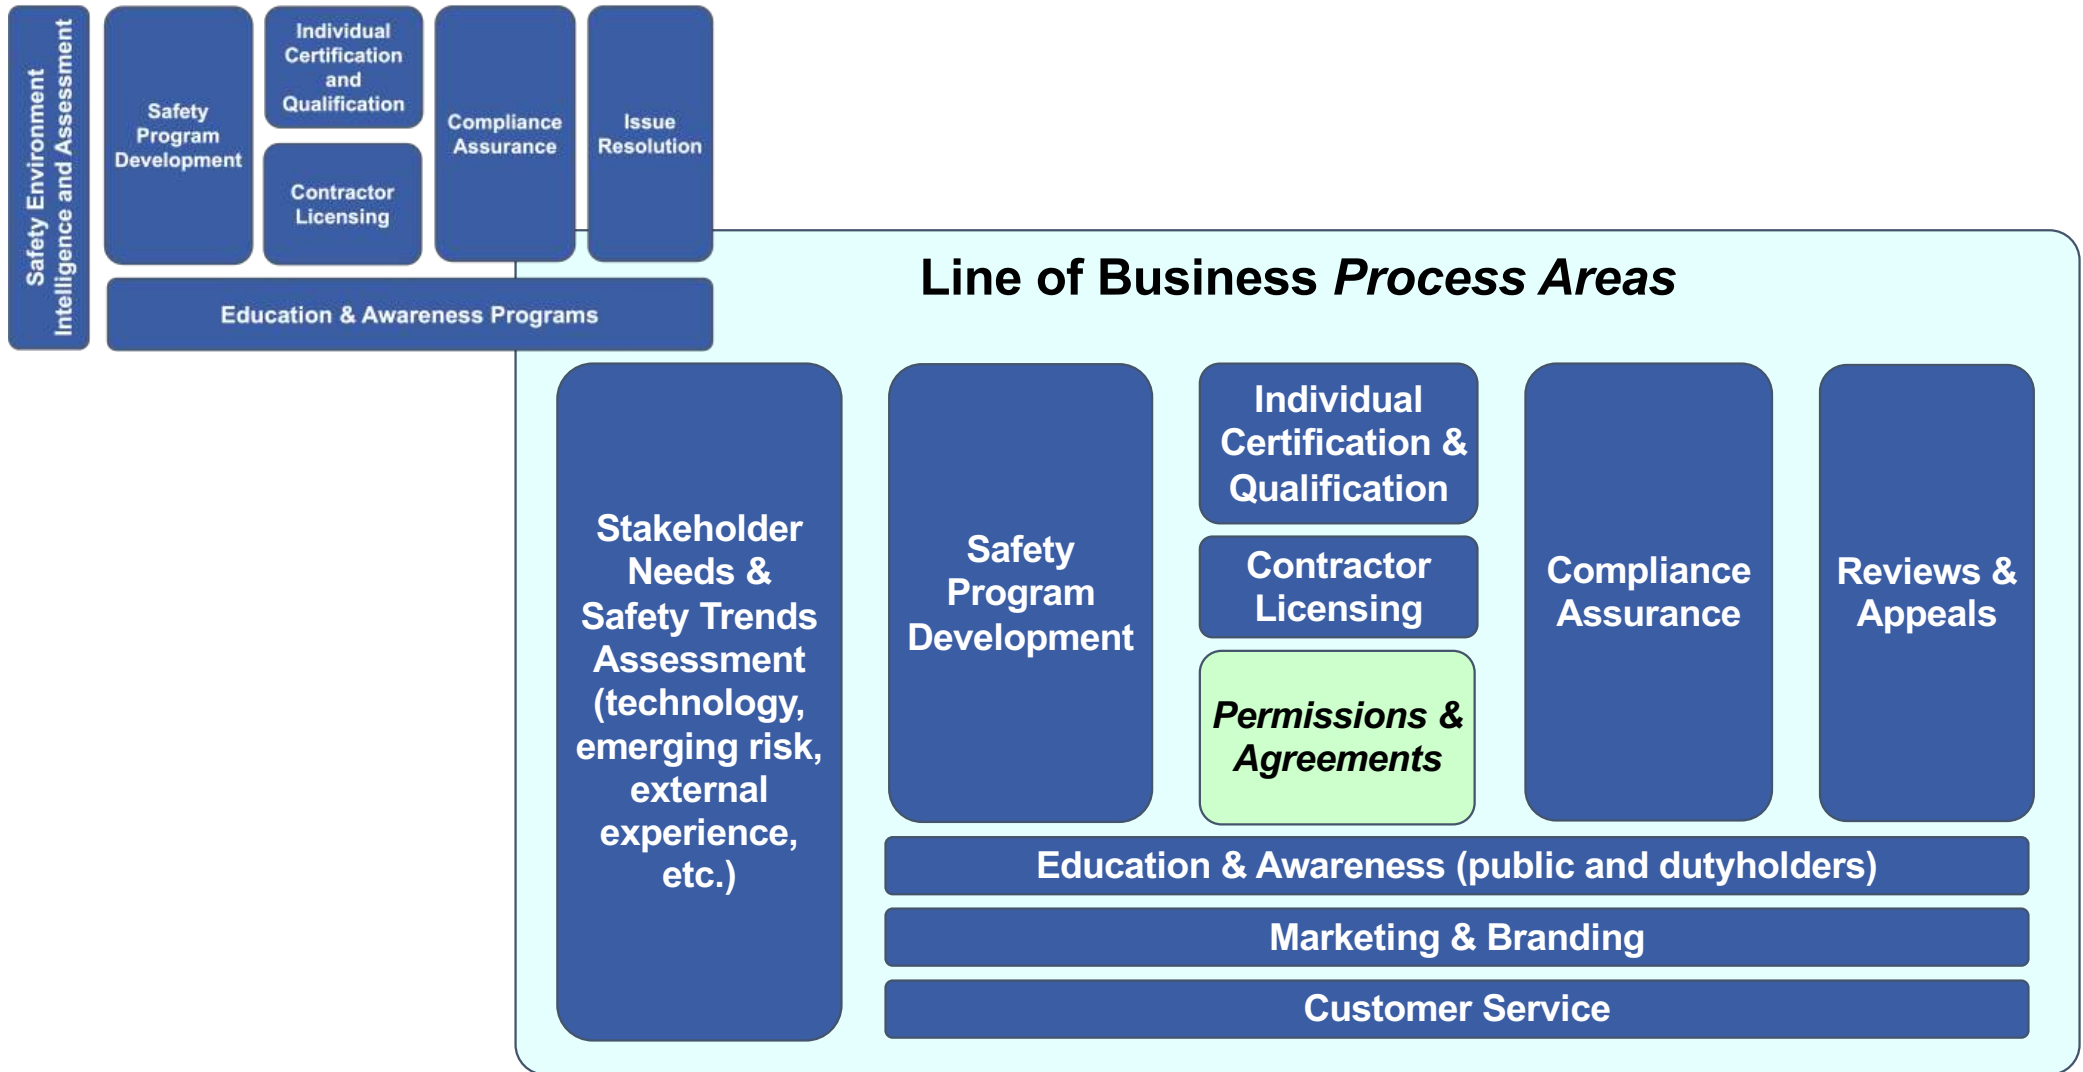 Safety Environment
Intelligence and Assessment
Safety
Program
Development
Individual
Certification
and
Qualification
Contractor
Licensing
Compliance
Assurance
Issue
Resolution
Education & Awareness Programs
Line of Business Process Areas
Stakeholder
Needs &
Safety Trends
Assessment
(technology,
emerging risk,
external
experience,
etc.)
Safety
Program
Development
Individual
Certification &
Qualification
Contractor
Licensing
Permissions &
Agreements
Compliance
Assurance
Reviews &
Appeals
Education & Awareness (public and dutyholders)
Marketing & Branding
Customer Service